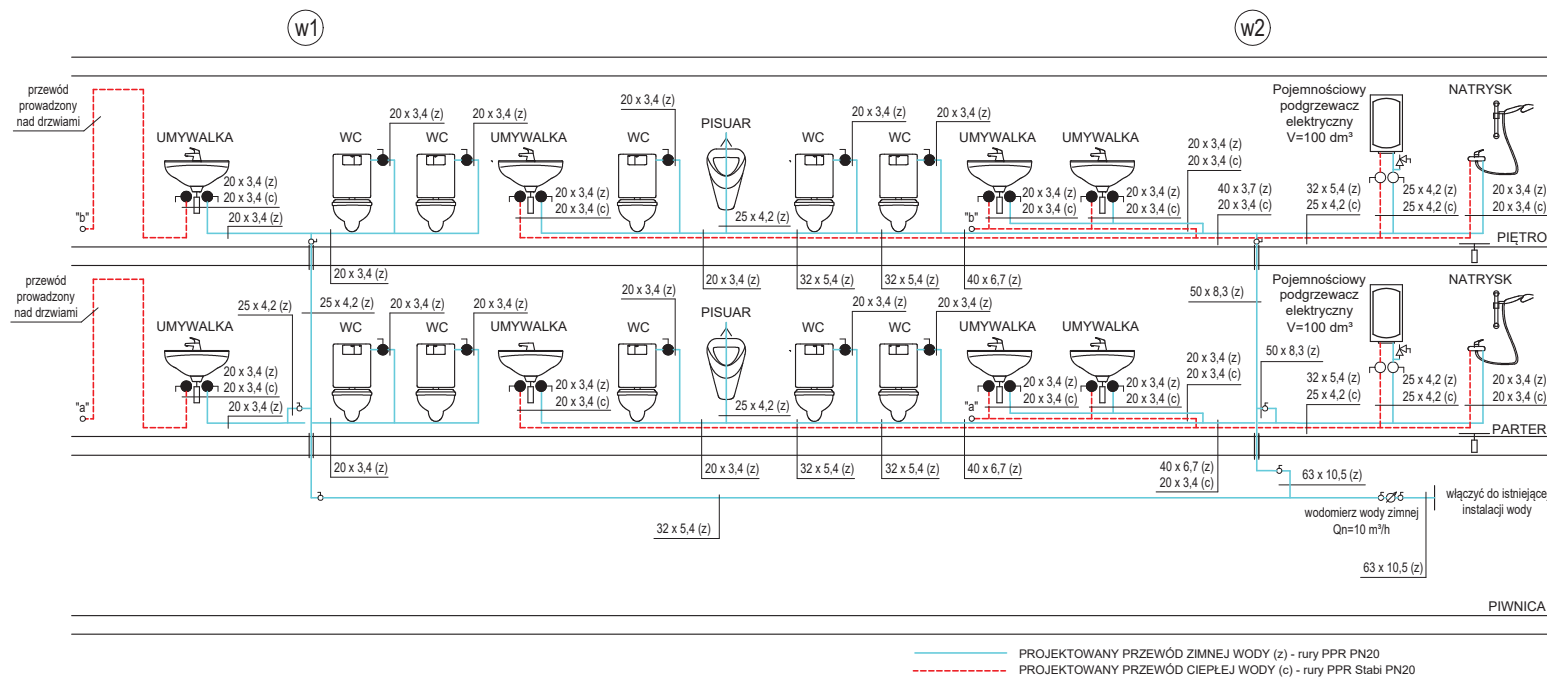 w1
w2
przewód
prowadzony
nad drzwiami
"b"
UMYWALKA
20 x 3,4 (z)
20 x 3,4 (c)
20 x 3,4 (z)
WC
20 x 3,4 (z)
WC
20 x 3,4 (z)
UMYWALKA
20 x 3,4 (z)
20 x 3,4 (c)
20 x 3,4 (z)
WC
PISUAR
25 x 4,2 (z)
WC
20 x 3,4 (z)
WC
20 x 3,4 (z)
"b"
UMYWALKA
20 x 3,4 (z)
20 x 3,4 (c)
UMYWALKA
20 x 3,4 (z)
20 x 3,4 (c)
20 x 3,4 (z)
20 x 3,4 (c)
40 x 3,7 (z)
20 x 3,4 (c)
Pojemnościowy
podgrzewacz
elektryczny
V=100 dm³
32 x 5,4 (z)
25 x 4,2 (c)
25 x 4,2 (z)
25 x 4,2 (c)
NATRYSK
20 x 3,4 (z)
20 x 3,4 (c)
PIĘTRO
20 x 3,4 (z)
20 x 3,4 (z)
32 x 5,4 (z)
32 x 5,4 (z)
40 x 6,7 (z)
przewód
prowadzony
nad drzwiami
"a"
UMYWALKA
25 x 4,2 (z)
20 x 3,4 (z)
20 x 3,4 (c)
20 x 3,4 (z)
25 x 4,2 (z)
WC
20 x 3,4 (z)
WC
20 x 3,4 (z)
UMYWALKA
20 x 3,4 (z)
20 x 3,4 (c)
20 x 3,4 (z)
WC
PISUAR
25 x 4,2 (z)
WC
20 x 3,4 (z)
WC
20 x 3,4 (z)
"a"
UMYWALKA
20 x 3,4 (z)
20 x 3,4 (c)
UMYWALKA
20 x 3,4 (z)
20 x 3,4 (c)
20 x 3,4 (z)
20 x 3,4 (c)
50 x 8,3 (z)
50 x 8,3 (z)
Pojemnościowy
podgrzewacz
elektryczny
V=100 dm³
32 x 5,4 (z)
25 x 4,2 (c)
25 x 4,2 (z)
25 x 4,2 (c)
NATRYSK
20 x 3,4 (z)
20 x 3,4 (c)
PARTER
20 x 3,4 (z)
20 x 3,4 (z)
32 x 5,4 (z)
32 x 5,4 (z)
40 x 6,7 (z)
40 x 6,7 (z)
20 x 3,4 (c)
63 x 10,5 (z)
32 x 5,4 (z)
wodomierz wody zimnej
Qn=10 m³/h
włączyć do istniejącej
instalacji wody
63 x 10,5 (z)
PIWNICA
PROJEKTOWANY PRZEWÓD ZIMNEJ WODY (z) - rury PPR PN20
PROJEKTOWANY PRZEWÓD CIEPŁEJ WODY (c) - rury PPR Stabi PN20